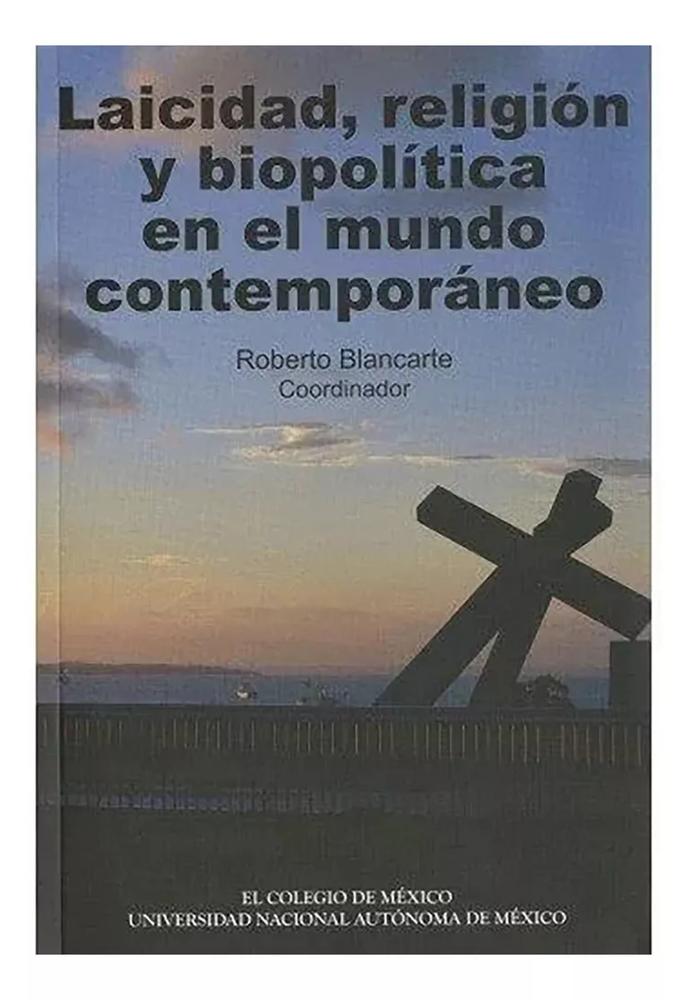 Laicidad, religión
y biopolítica
en el mundo
contemporáneo
Roberto Blancarte
Coordinador
EL COLEGIO DE MÉXICO
UNIVERSIDAD NACIONAL AUTÓNOMA DE MÉXICO